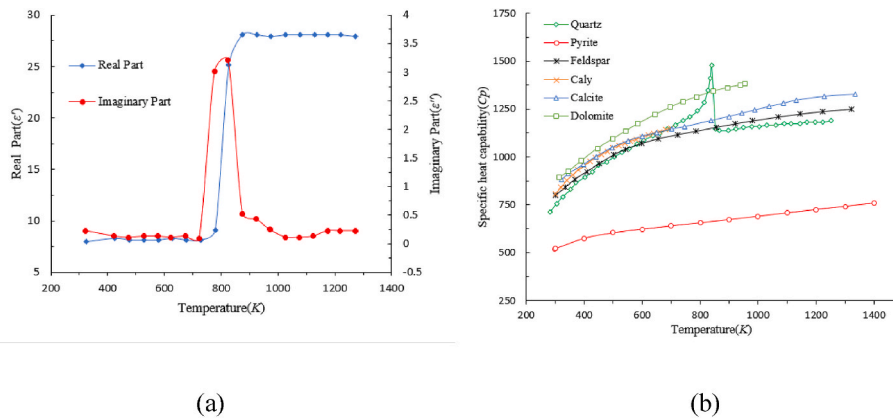 30
25
20
15
10
5
Real Part(ε')
4
3.5
3
2.5
2
1.5
1
0.5
0
-0.5
Imaginary Part(ε'')
Real Part
Imaginary Part
0
200
400
600
800
1000
1200
1400
Temperature(K)
(a)
1750
1500
1250
1000
750
500
250
Specific heat capability(Cp)
Quartz
Pyrite
Feldspar
Caly
Calcite
Dolomite
200
400
600
800
1000
1200
1400
Temperature(K)
(b)